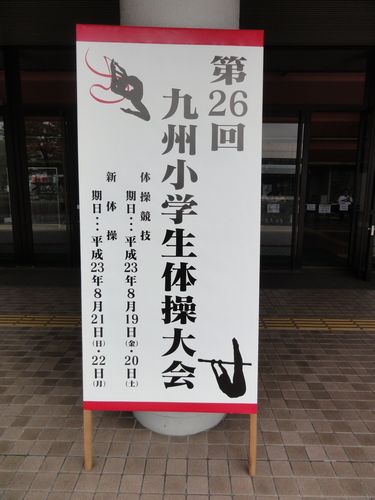 第26回
九州小学生体操大会
体操競技
期日…平成23年8月19日(金)・20日(土)
新体操
期日…平成23年8月21日(日)・22日(月)